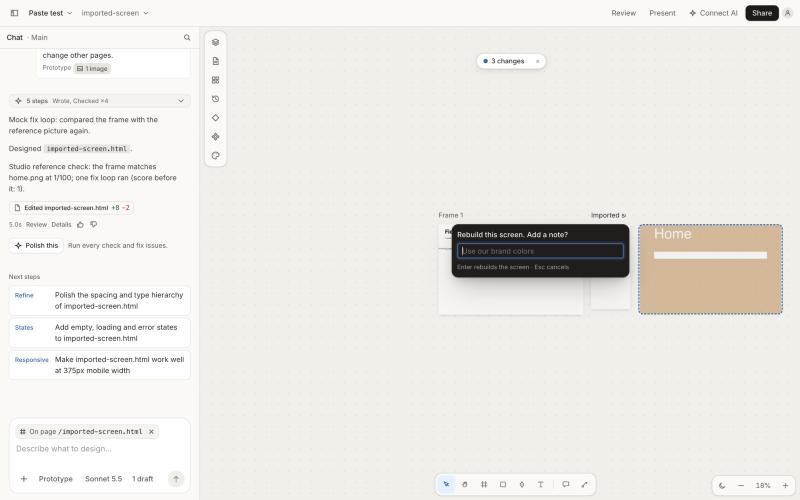 Paste test
imported-screen
Review
Present
Connect AI
Share
Chat · Main
change other pages.
Prototype
1 image
3 changes ×
5 steps Wrote, Checked ×4
Mock fix loop: compared the frame with the
reference picture again.
Designed imported-screen.html.
Studio reference check: the frame matches
home.png at 1/100; one fix loop ran (score before
it: 1).
Edited imported-screen.html +8 −2
5.0s Review Details
Polish this
Run every check and fix issues.
Next steps
Refine
Polish the spacing and type hierarchy
of imported-screen.html
States
Add empty, loading and error states
to imported-screen.html
Responsive
Make imported-screen.html work well
at 375px mobile width
On page /imported-screen.html ×
Describe what to design...
Prototype
Sonnet 5.5
1 draft
Frame 1
Imported
Rebuild this screen. Add a note?
Use our brand colors
Enter rebuilds the screen · Esc cancels
Home
18%